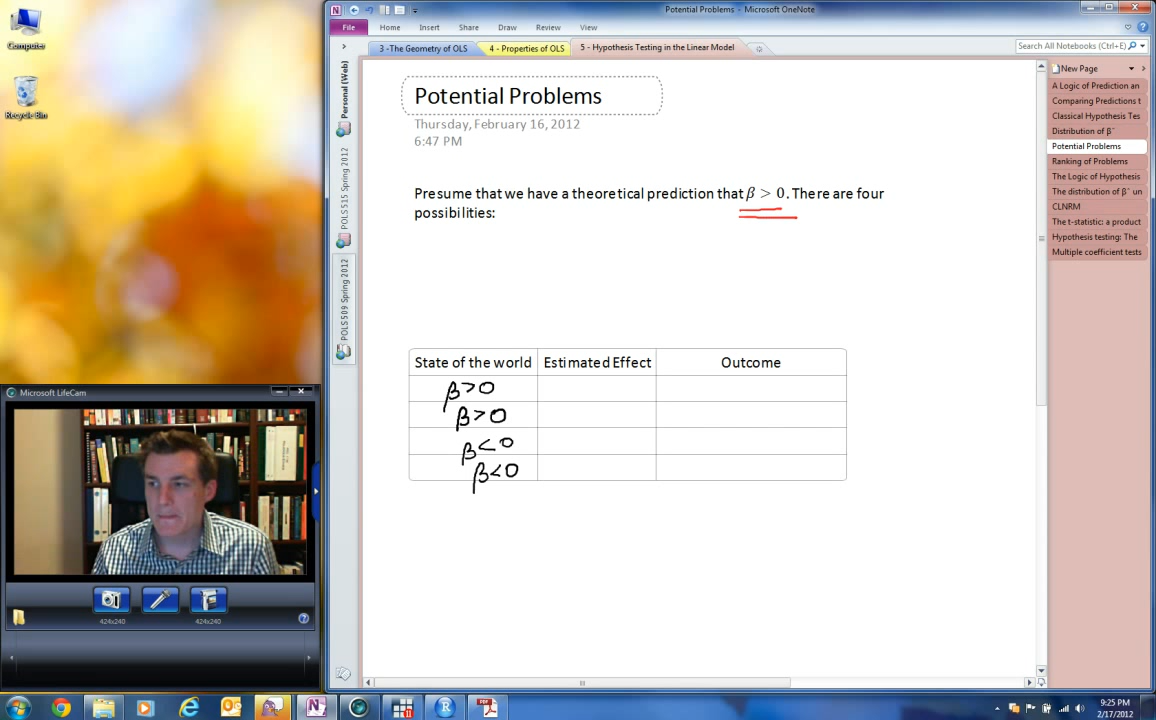 Potential Problems - Microsoft OneNote
File Home Insert Share Draw Review View
3 -The Geometry of OLS 4 - Properties of OLS 5 - Hypothesis Testing in the Linear Model
Search All Notebooks (Ctrl+E)
Computer
Recycle Bin
Personal (Web)
POLS 515 Spring 2012
POLS 509 Spring 2012
Potential Problems
Thursday, February 16, 2012
6:47 PM
Presume that we have a theoretical prediction that β > 0. There are four
possibilities:
State of the world Estimated Effect Outcome
β>0
β>0
β<0
β<0
New Page
A Logic of Prediction an
Comparing Predictions t
Classical Hypothesis Tes
Distribution of β^
Potential Problems
Ranking of Problems
The Logic of Hypothesis
The distribution of β^ un
CLNRM
The t-statistic: a product
Hypothesis testing: The
Multiple coefficient tests
Microsoft LifeCam
424x240 424x240
9:25 PM
2/17/2012